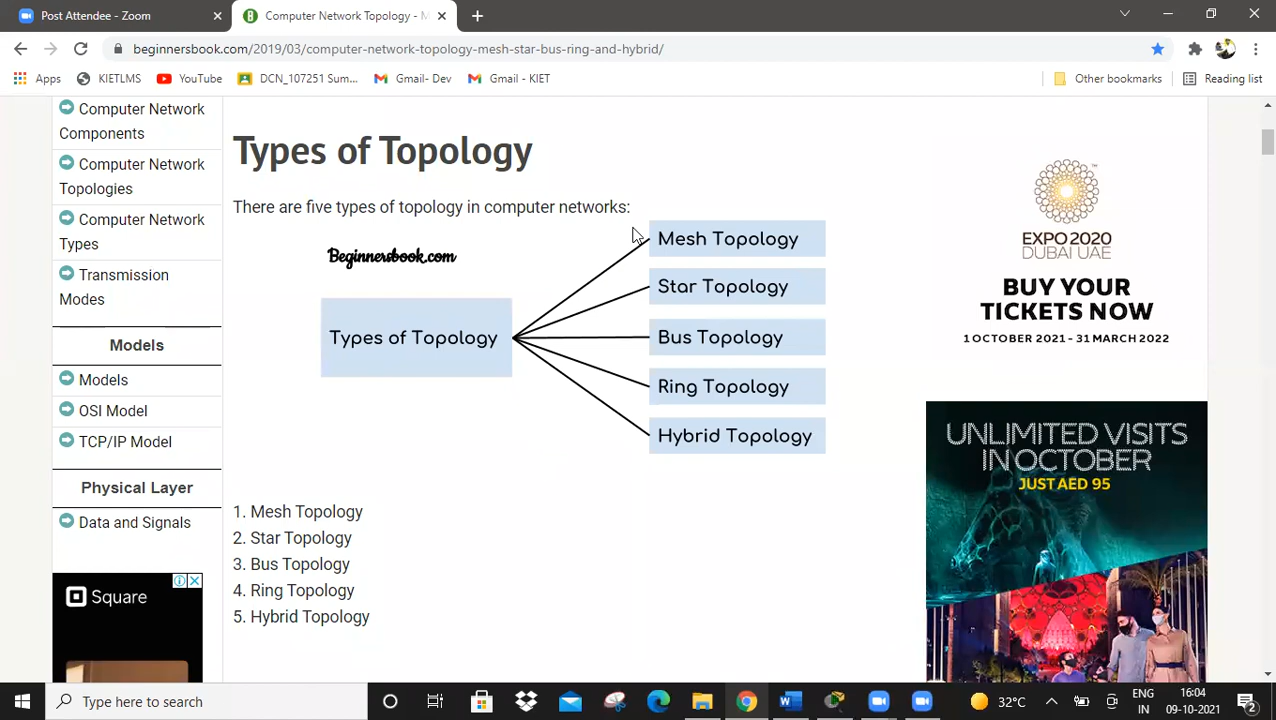 Post Attendee - Zoom
Computer Network Topology - M
beginnersbook.com/2019/03/computer-network-topology-mesh-star-bus-ring-and-hybrid/
Apps
KIETLMS
YouTube
DCN_107251 Sum...
Gmail- Dev
Gmail - KIET
Other bookmarks
Reading list
Computer Network
Components
Computer Network
Topologies
Computer Network
Types
Transmission
Modes
Models
Models
OSI Model
TCP/IP Model
Physical Layer
Data and Signals
Square
Types of Topology
There are five types of topology in computer networks:
Beginnersbook.com
Types of Topology
Mesh Topology
Star Topology
Bus Topology
Ring Topology
Hybrid Topology
1. Mesh Topology
2. Star Topology
3. Bus Topology
4. Ring Topology
5. Hybrid Topology
EXPO 2020
DUBAI UAE
BUY YOUR
TICKETS NOW
1 OCTOBER 2021 - 31 MARCH 2022
UNLIMITED VISITS
IN OCTOBER
JUST AED 95
Type here to search
32°C
ENG
IN
16:04
09-10-2021
2